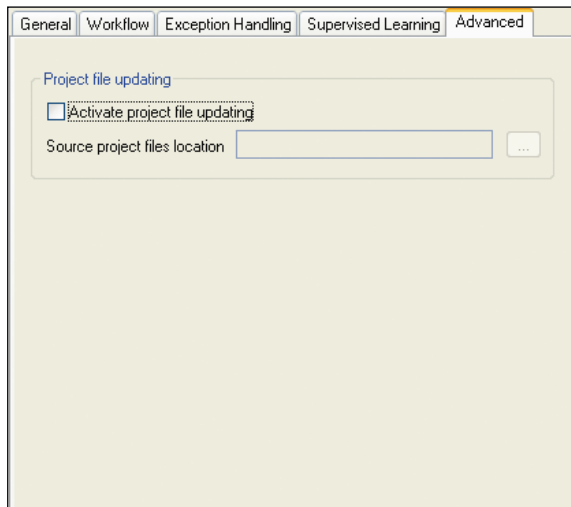 General Workflow Exception Handling Supervised Learning Advanced
Project file updating
Activate project file updating
Source project files location ...